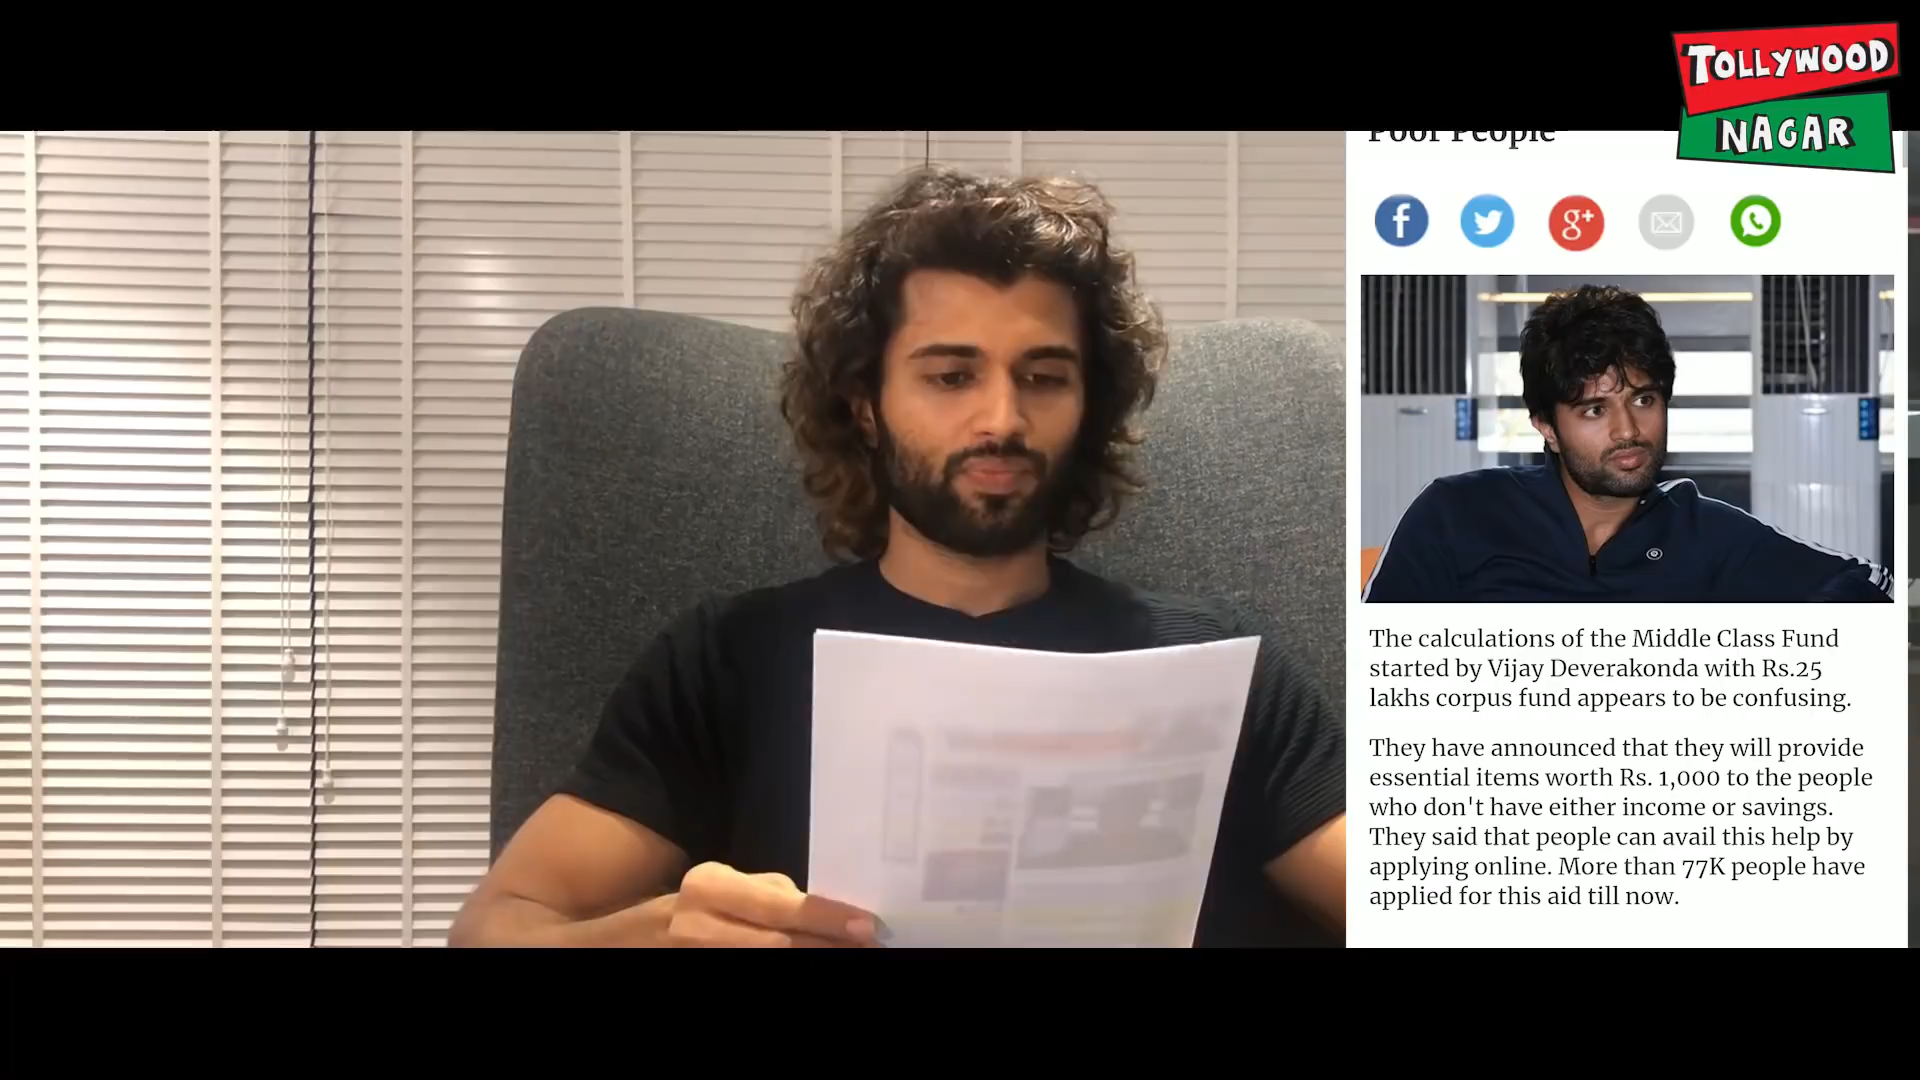 TOLLYWOOD
NAGAR
Poor People
The calculations of the Middle Class Fund
started by Vijay Deverakonda with Rs.25
lakhs corpus fund appears to be confusing.
They have announced that they will provide
essential items worth Rs. 1,000 to the people
who don't have either income or savings.
They said that people can avail this help by
applying online. More than 77K people have
applied for this aid till now.